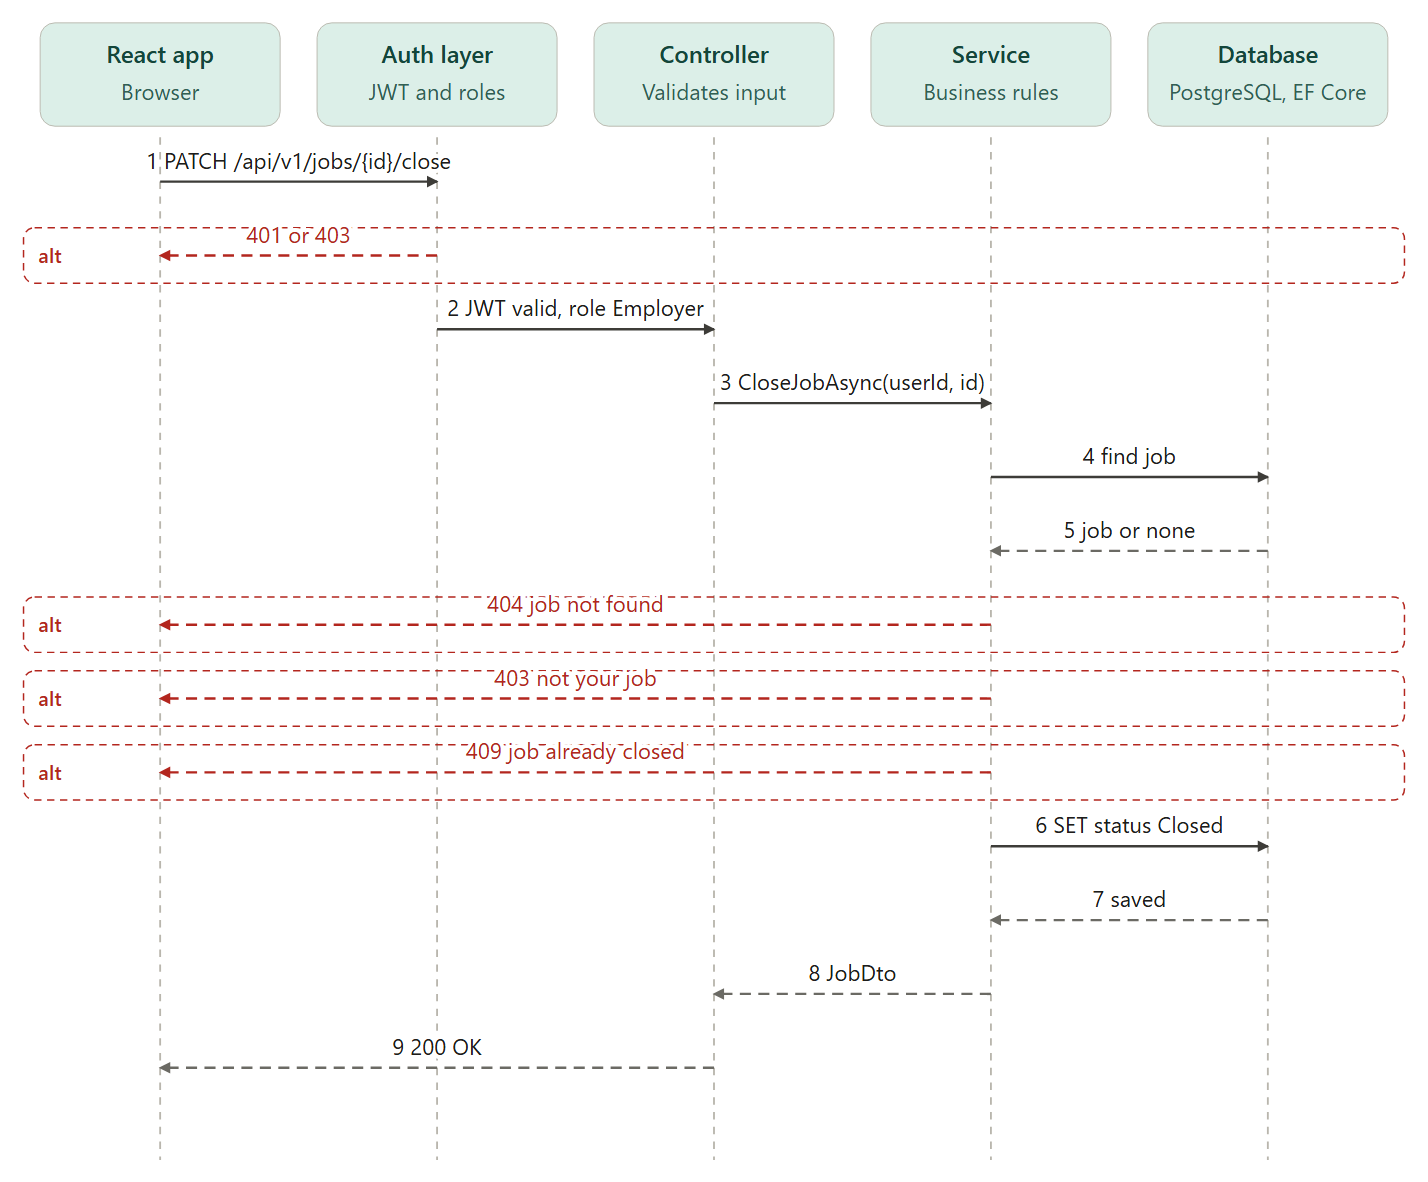 React app
Browser
Auth layer
JWT and roles
Controller
Validates input
Service
Business rules
Database
PostgreSQL, EF Core
1 PATCH /api/v1/jobs/{id}/close
401 or 403
alt
2 JWT valid, role Employer
3 CloseJobAsync(userId, id)
4 find job
5 job or none
404 job not found
alt
403 not your job
alt
409 job already closed
alt
6 SET status Closed
7 saved
8 JobDto
9 200 OK